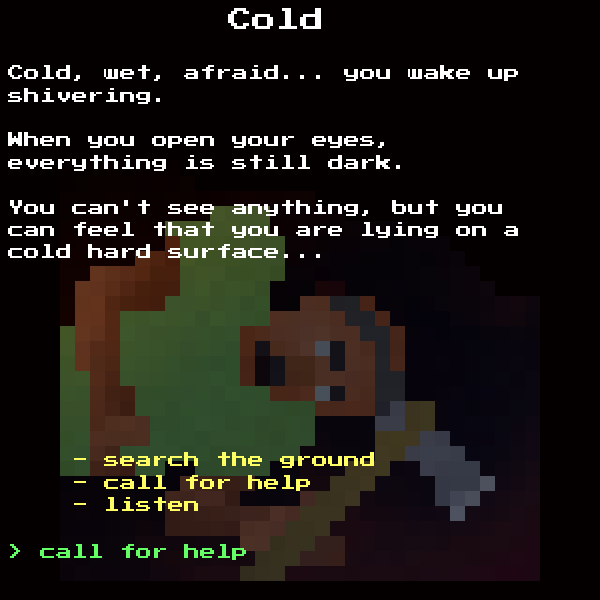 Cold
Cold, wet, afraid... you wake up
shivering.
When you open your eyes,
everything is still dark.
You can't see anything, but you
can feel that you are lying on a
cold hard surface...
- search the ground
- call for help
- listen
> call for help